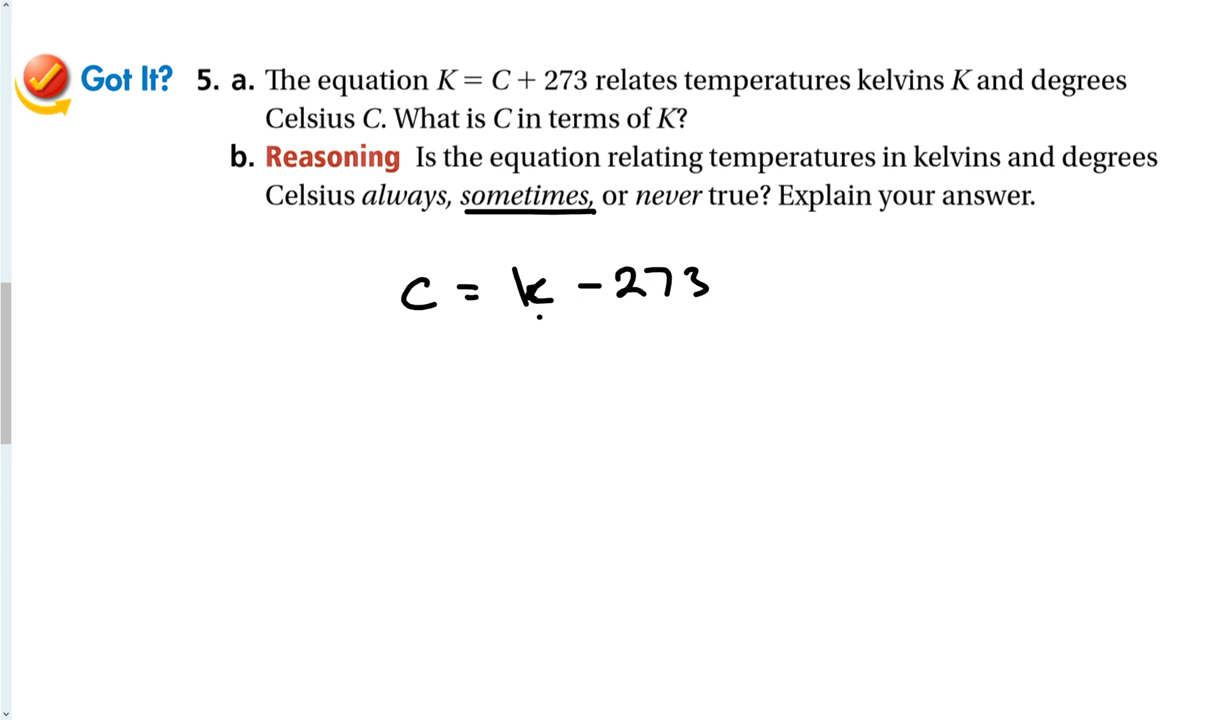 Got It? 5. a. The equation K = C + 273 relates temperatures kelvins K and degrees
Celsius C. What is C in terms of K?
b. Reasoning Is the equation relating temperatures in kelvins and degrees
Celsius always, sometimes, or never true? Explain your answer.
C = k - 273